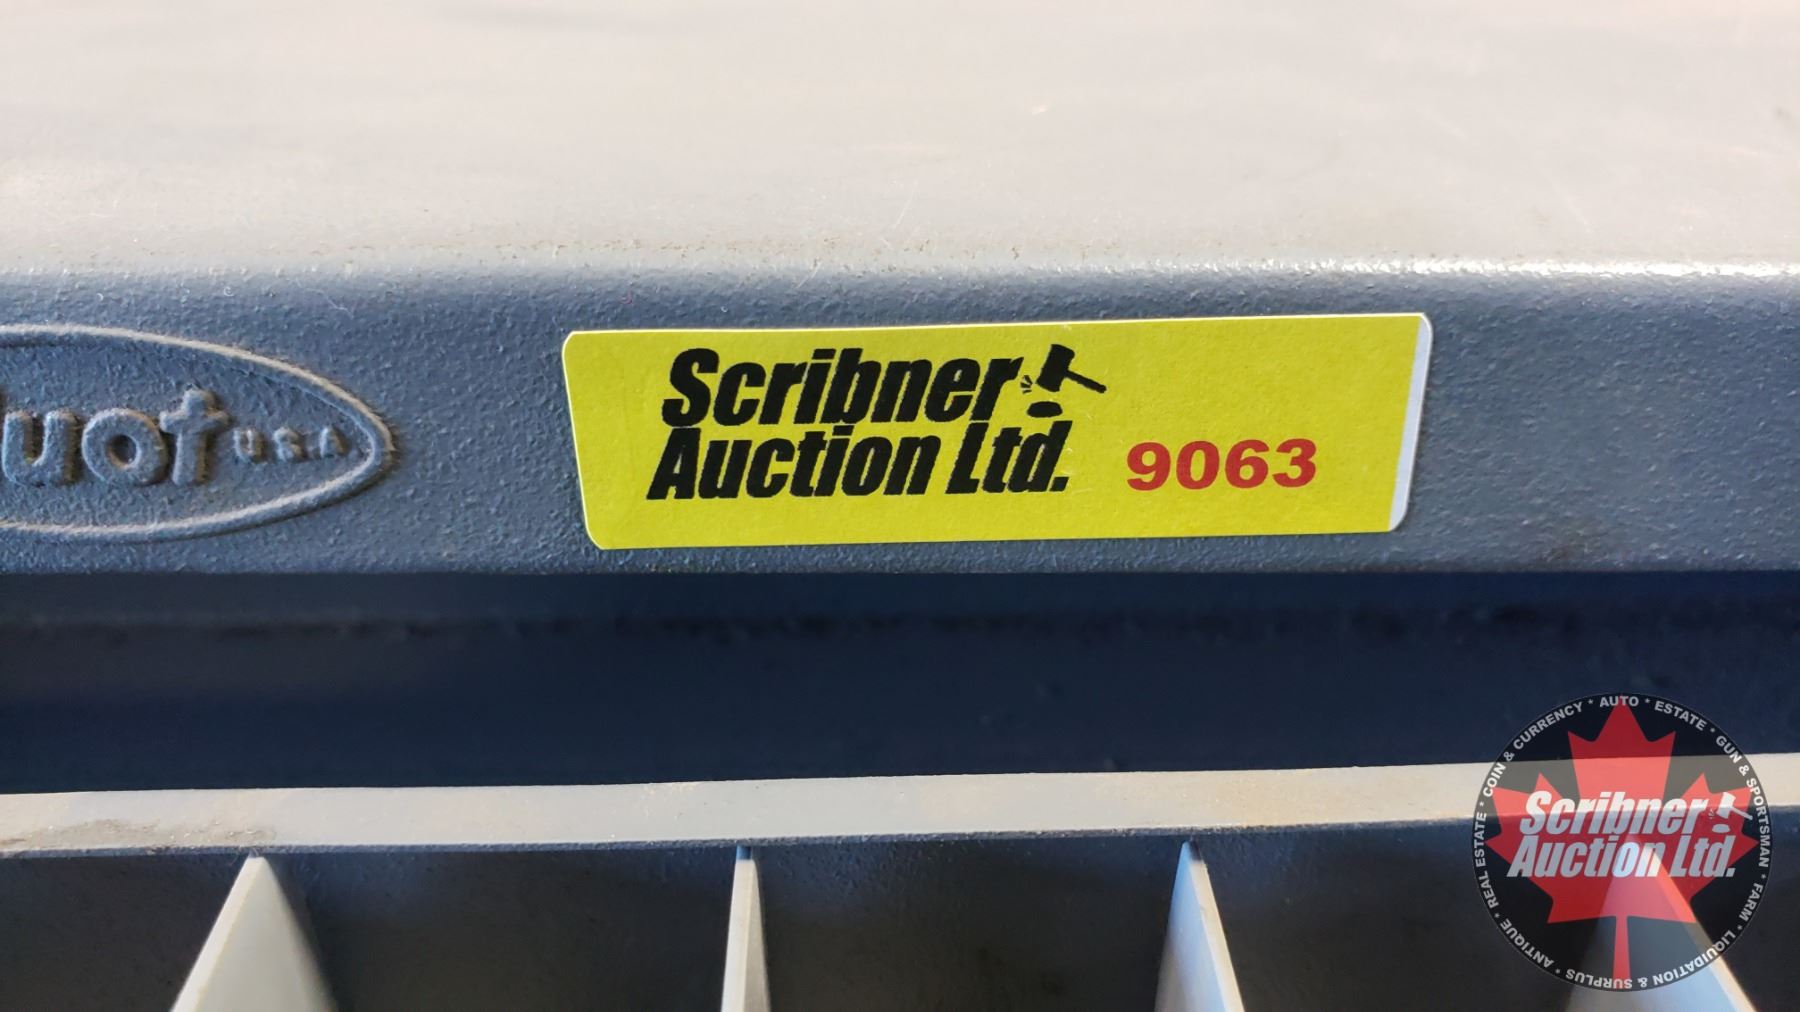 U.S.A.
Scribner
Auction Ltd.
9063
COIN & CURRENCY * AUTO * ESTATE * GUN & SPORTSMAN * FARM * LIQUIDATION & SURPLUS * ANTIQUE * REAL ESTATE *
Scribner
Auction Ltd.